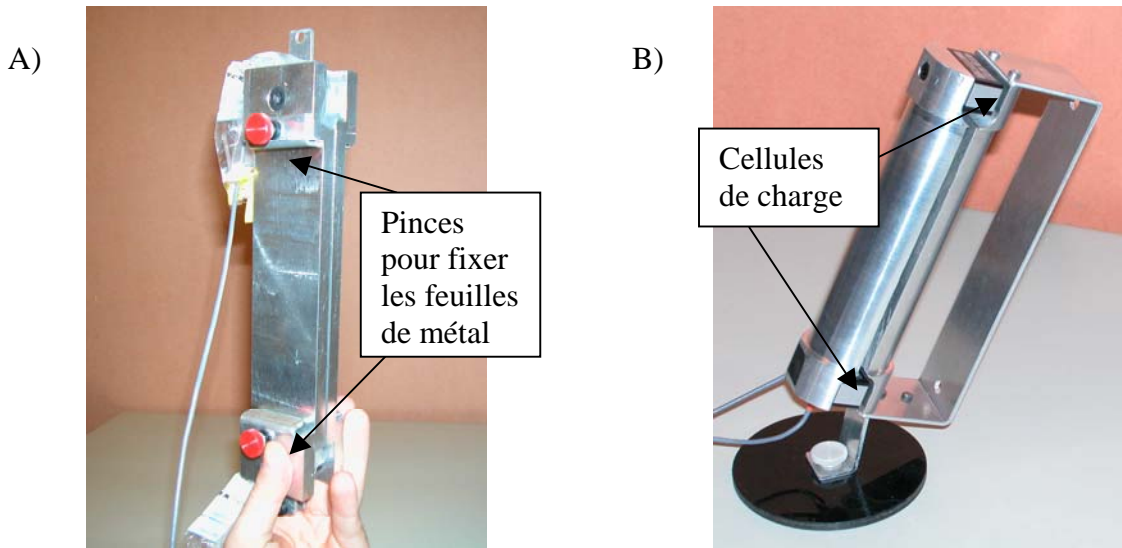 A)
Pinces
pour fixer
les feuilles
de métal
B)
Cellules
de charge